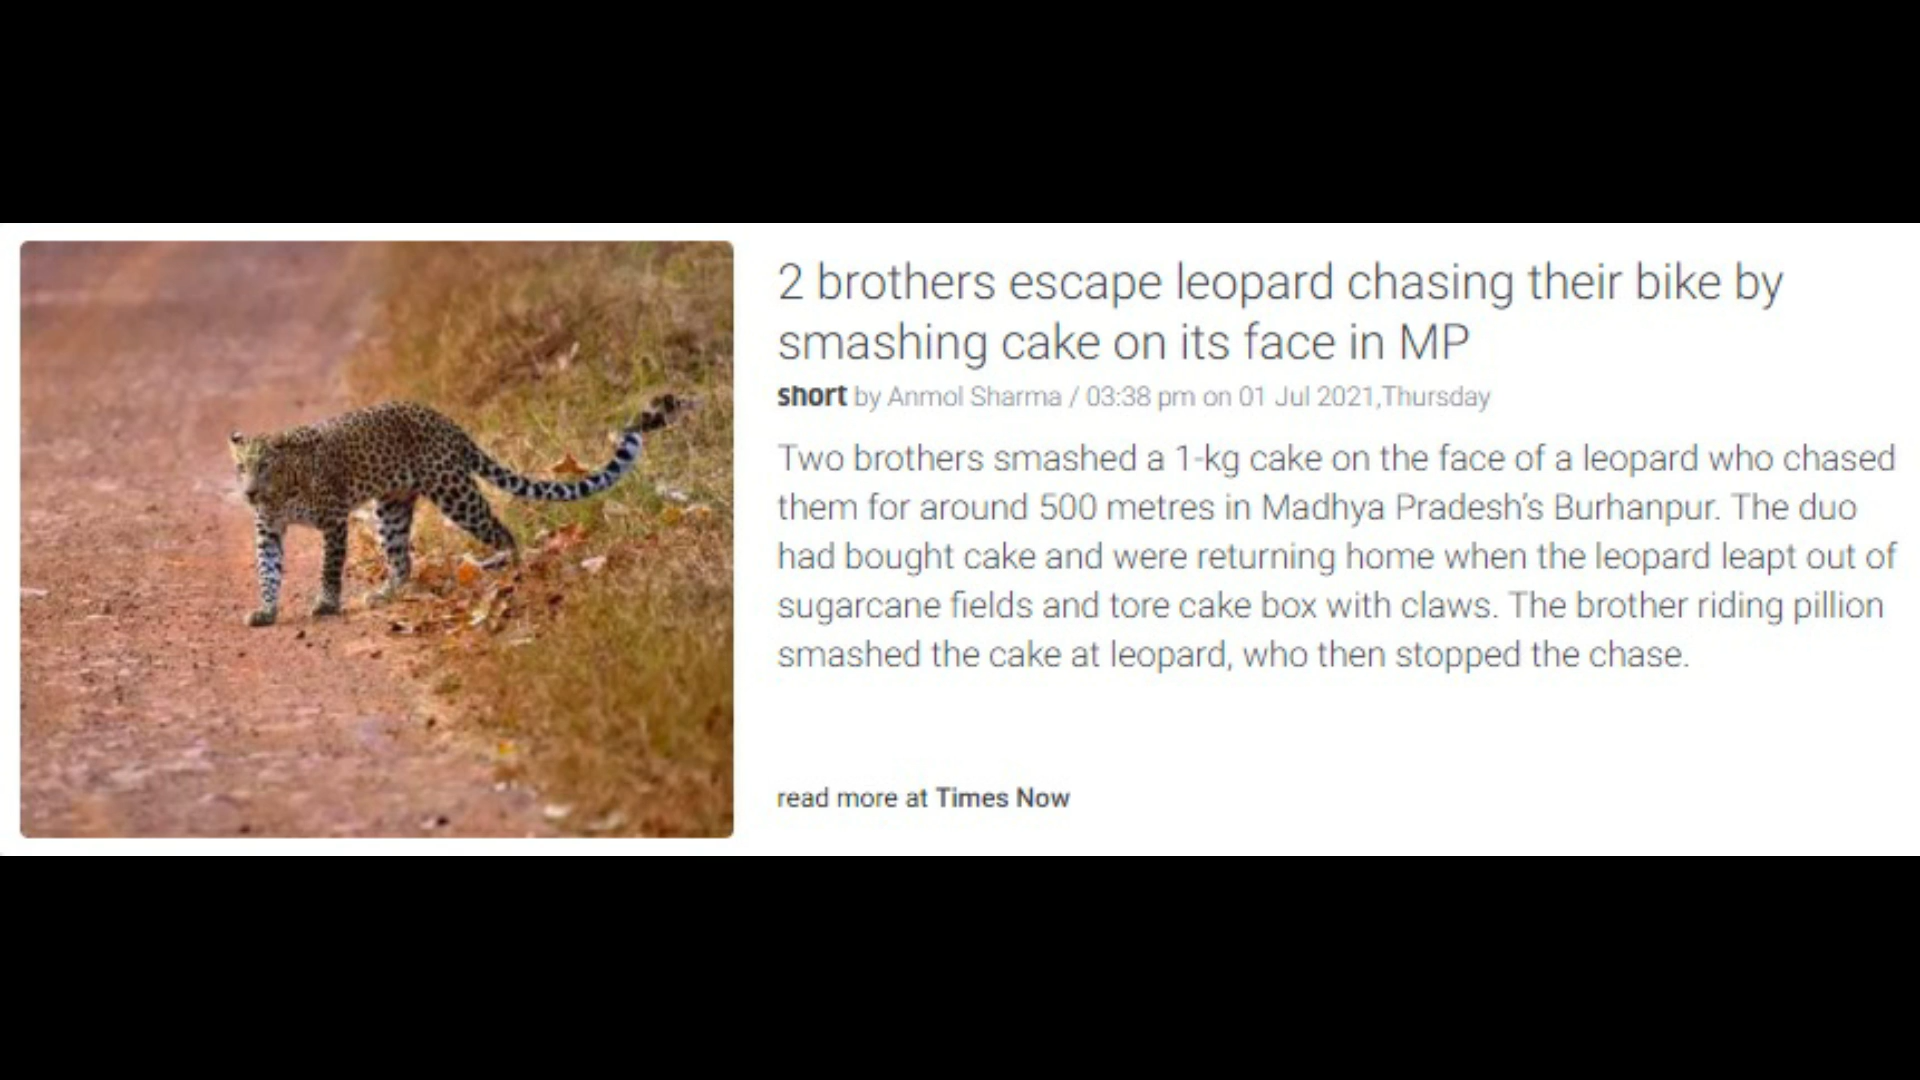 2 brothers escape leopard chasing their bike by
smashing cake on its face in MP
short by Anmol Sharma / 03:38 pm on 01 Jul 2021,Thursday
Two brothers smashed a 1-kg cake on the face of a leopard who chased
them for around 500 metres in Madhya Pradesh's Burhanpur. The duo
had bought cake and were returning home when the leopard leapt out of
sugarcane fields and tore cake box with claws. The brother riding pillion
smashed the cake at leopard, who then stopped the chase.
read more at Times Now